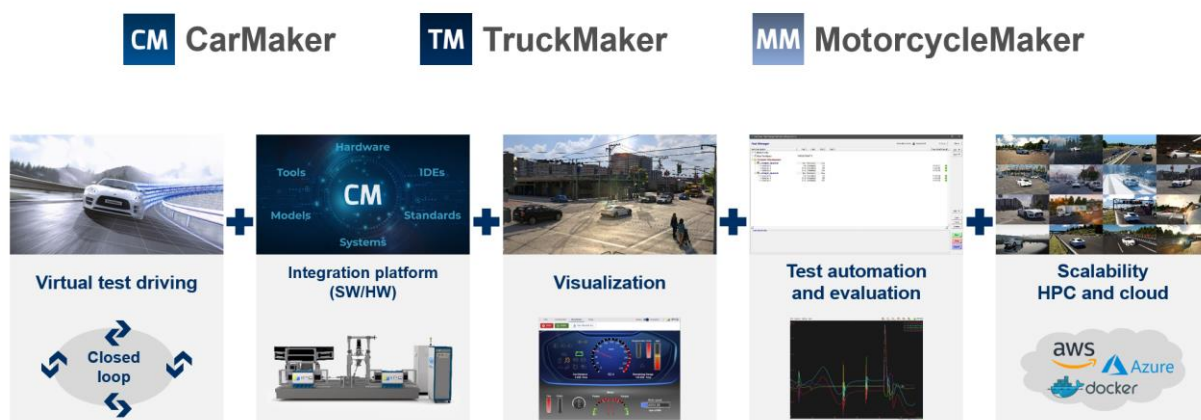 CM CarMaker
TM TruckMaker
MM MotorcycleMaker
Hardware
Tools
IDEs
CM
Models
Standards
Systems
Virtual test driving
Integration platform
(SW/HW)
Visualization
Test automation
and evaluation
Scalability
HPC and cloud
Closed
loop
aws
Azure
docker